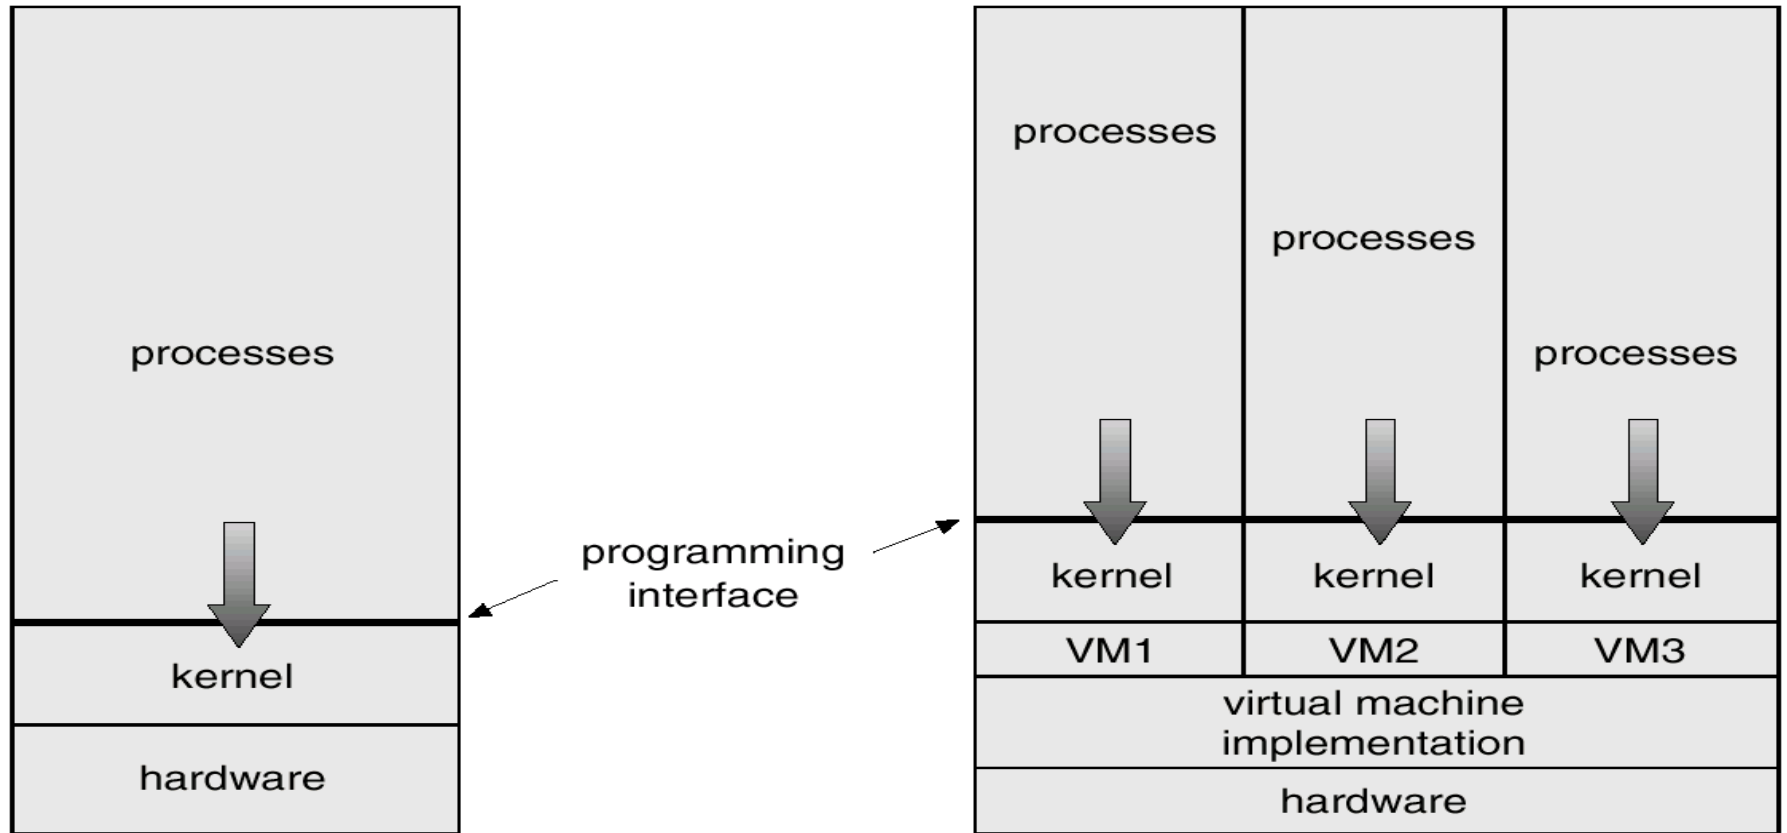 processes
kernel
hardware
programming
interface
processes
processes
processes
kernel
kernel
kernel
VM1
VM2
VM3
virtual machine
implementation
hardware